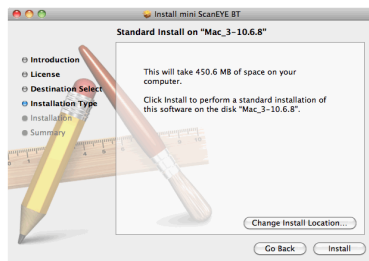 Install mini ScanEYE BT
Standard Install on "Mac_3-10.6.8"
Introduction
License
Destination Select
Installation Type
Installation
Summary
This will take 450.6 MB of space on your
computer.
Click Install to perform a standard installation of
this software on the disk "Mac_3-10.6.8".
Change Install Location...
Go Back
Install